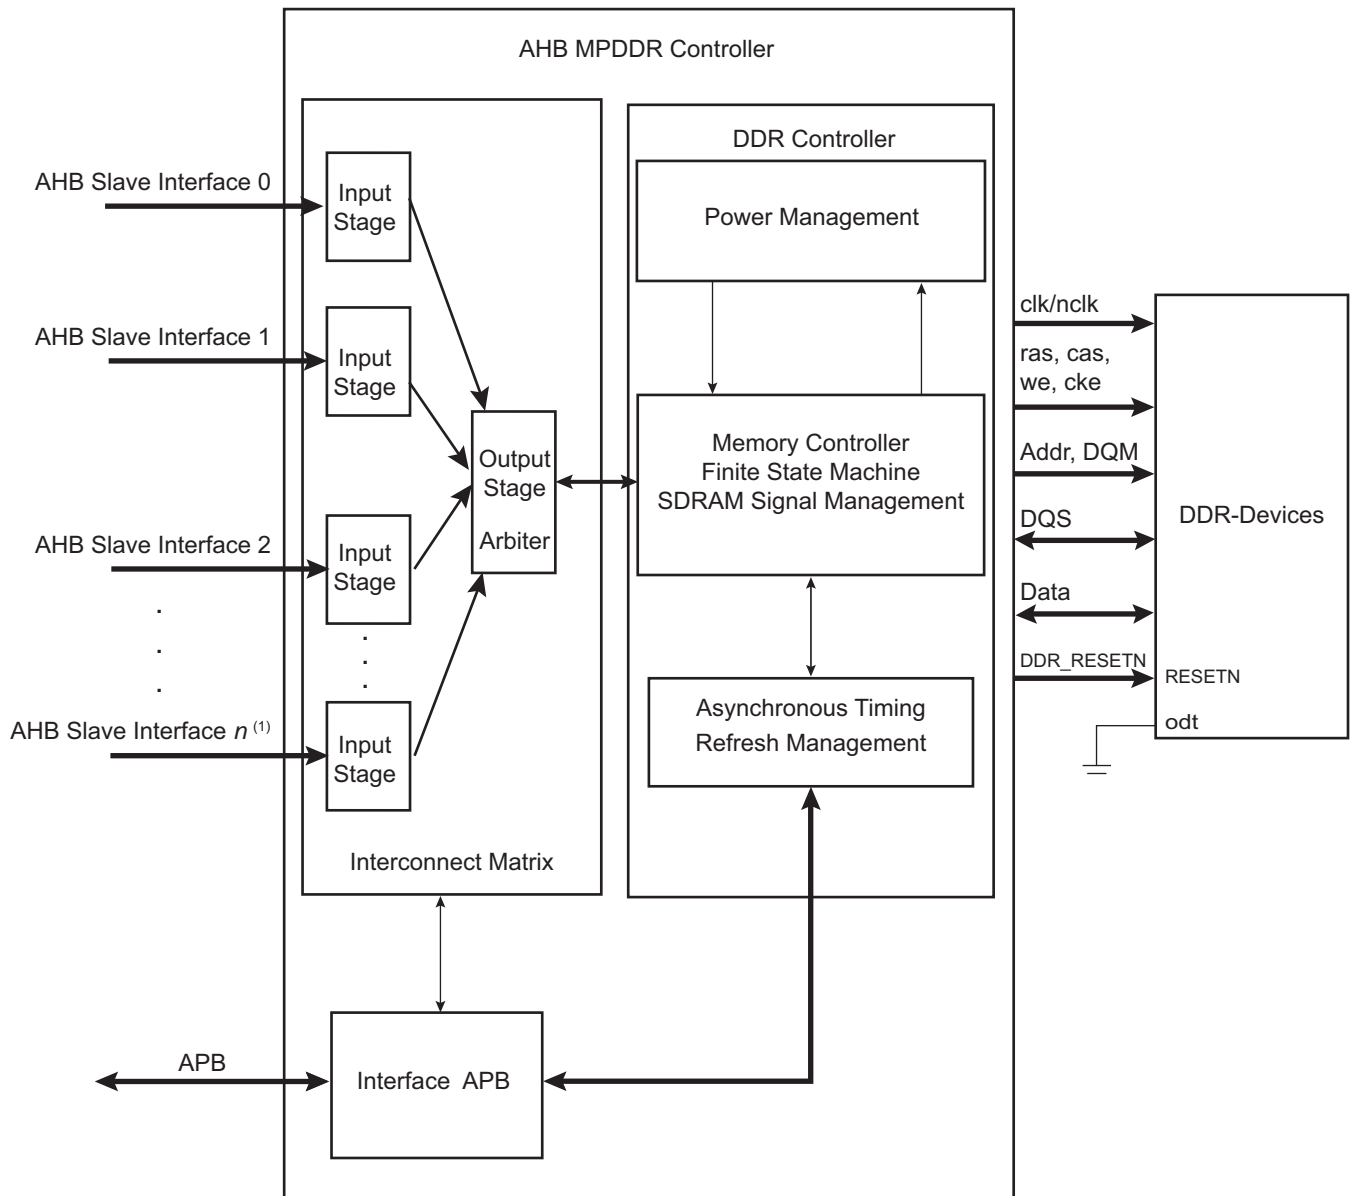 AHB MPDDR Controller
DDR Controller
AHB Slave Interface 0
Input
Stage
Power Management
AHB Slave Interface 1
Input
Stage
clk/nclk
ras, cas,
we, cke
Output
Stage
Arbiter
Memory Controller
Finite State Machine
SDRAM Signal Management
Addr, DQM
DQS
DDR-Devices
AHB Slave Interface 2
Input
Stage
Data
.
.
.
.
.
.
DDR_RESETN
RESETN
odt
AHB Slave Interface n (1)
Input
Stage
Asynchronous Timing
Refresh Management
Interconnect Matrix
APB
Interface APB